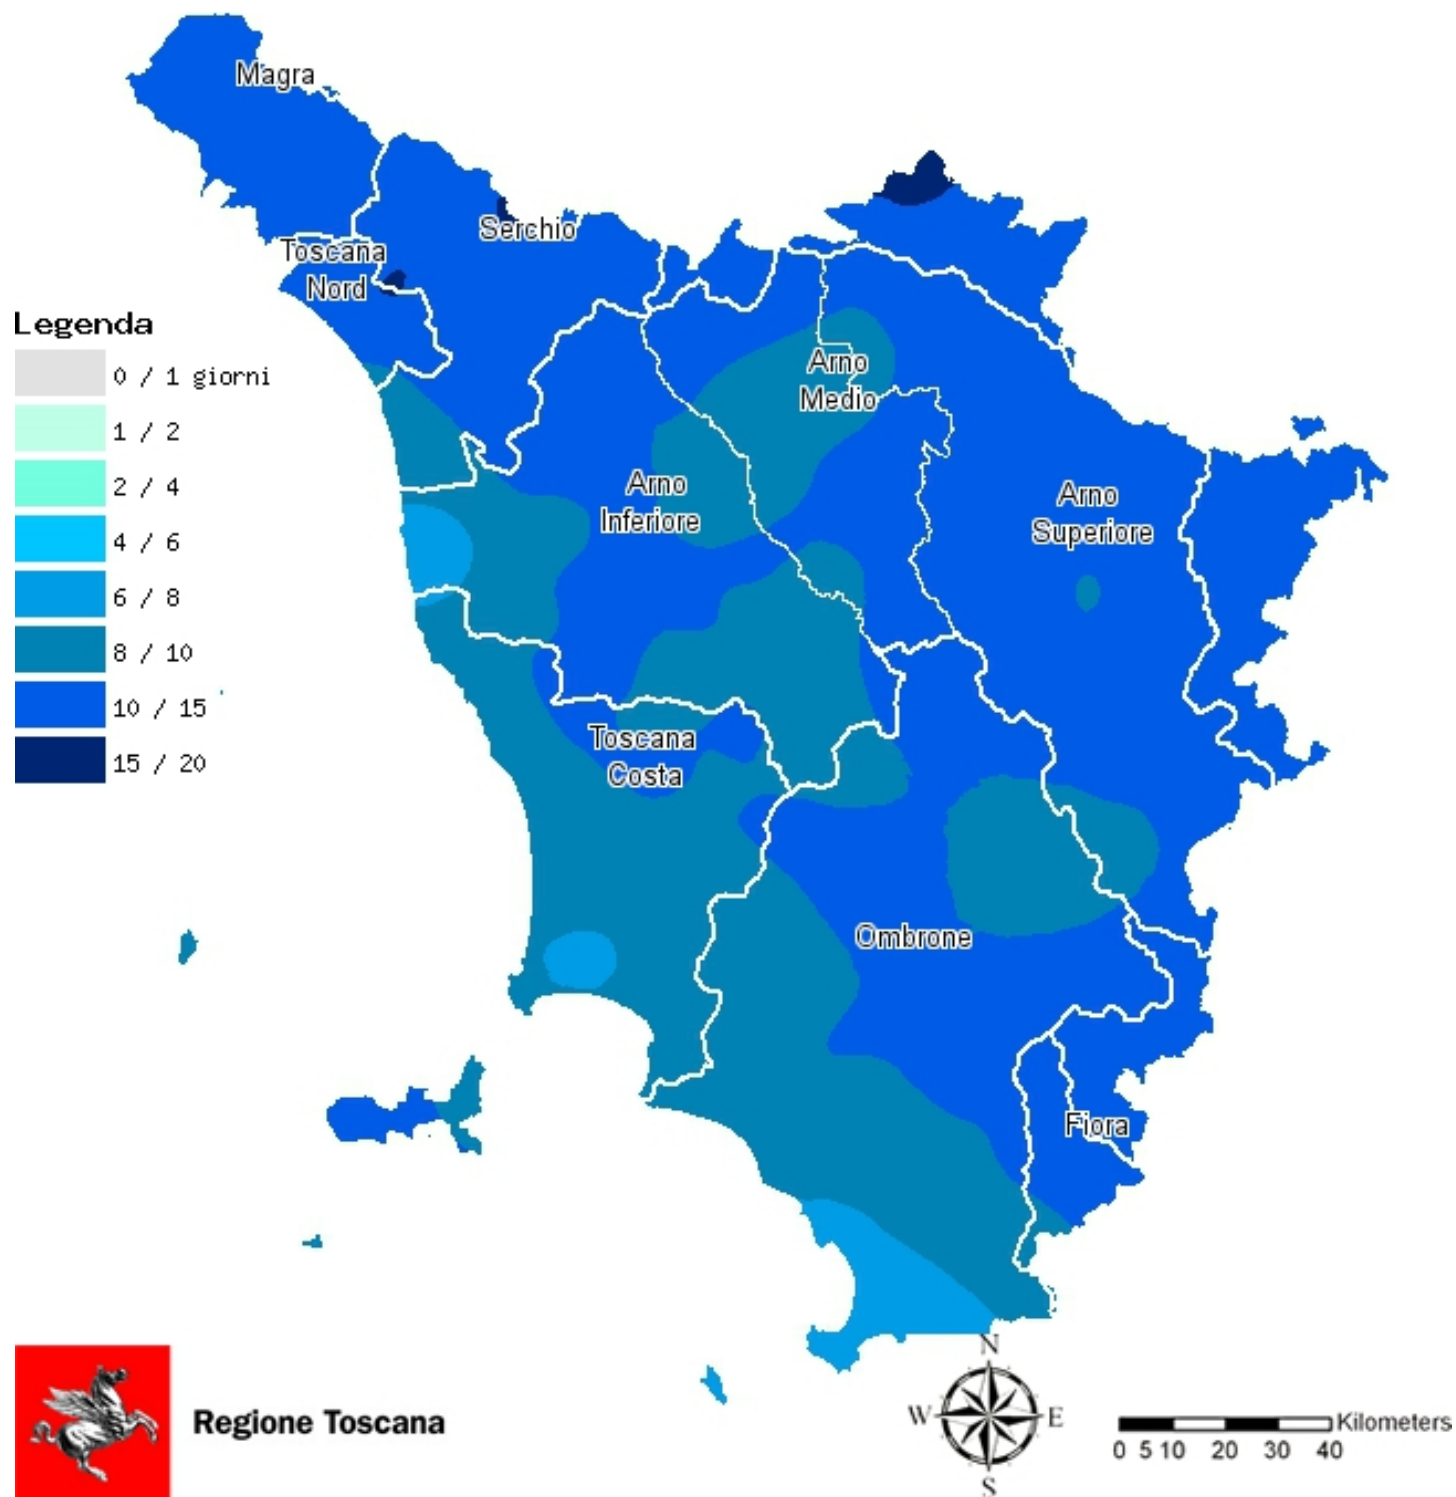 Magra
Serchio
Toscana
Nord
Legenda
0 / 1 giorni
1 / 2
2 / 4
4 / 6
6 / 8
8 / 10
10 / 15
15 / 20
Arno
Medio
Arno
Inferiore
Arno
Superiore
Toscana
Costa
Ombrone
Fiora
Regione Toscana
N
W
E
S
Kilometers
0 5 10 20 30 40